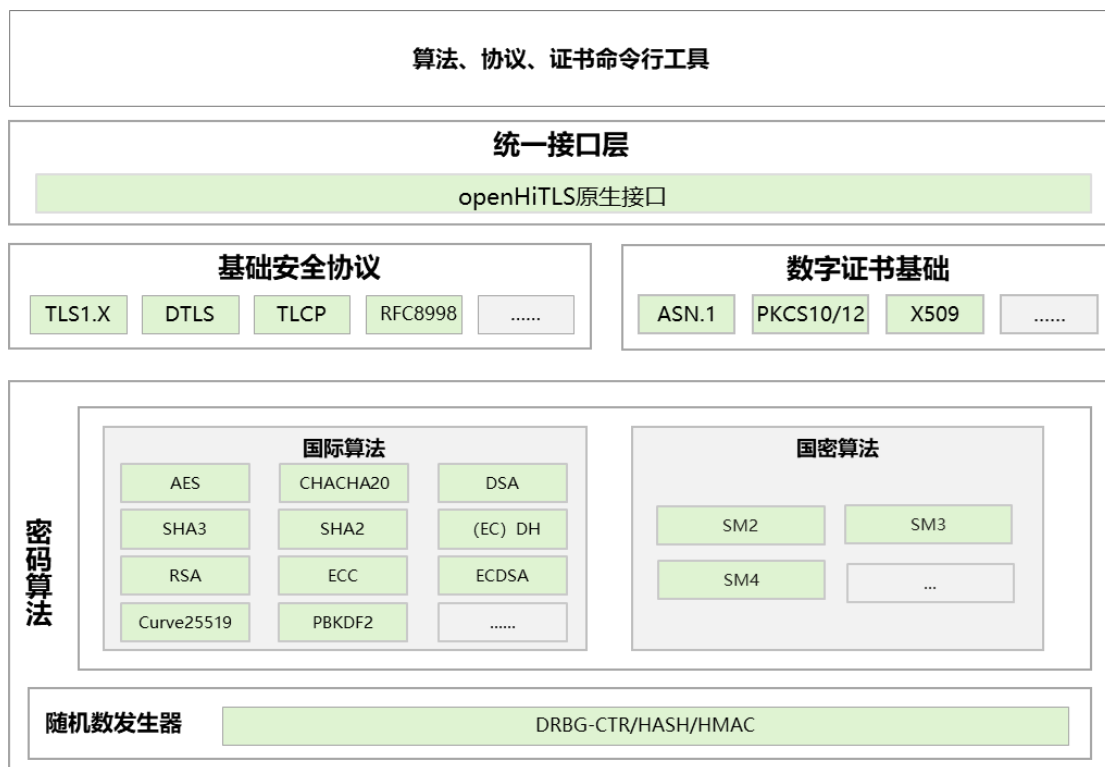 算法、协议、证书命令行工具
统一接口层
openHiTLS原生接口
基础安全协议
TLS1.X
DTLS
TLCP
RFC8998
......
数字证书基础
ASN.1
PKCS10/12
X509
......
密码算法
国际算法
AES
CHACHA20
DSA
SHA3
SHA2
(EC) DH
RSA
ECC
ECDSA
Curve25519
PBKDF2
......
国密算法
SM2
SM3
SM4
...
随机数发生器
DRBG-CTR/HASH/HMAC